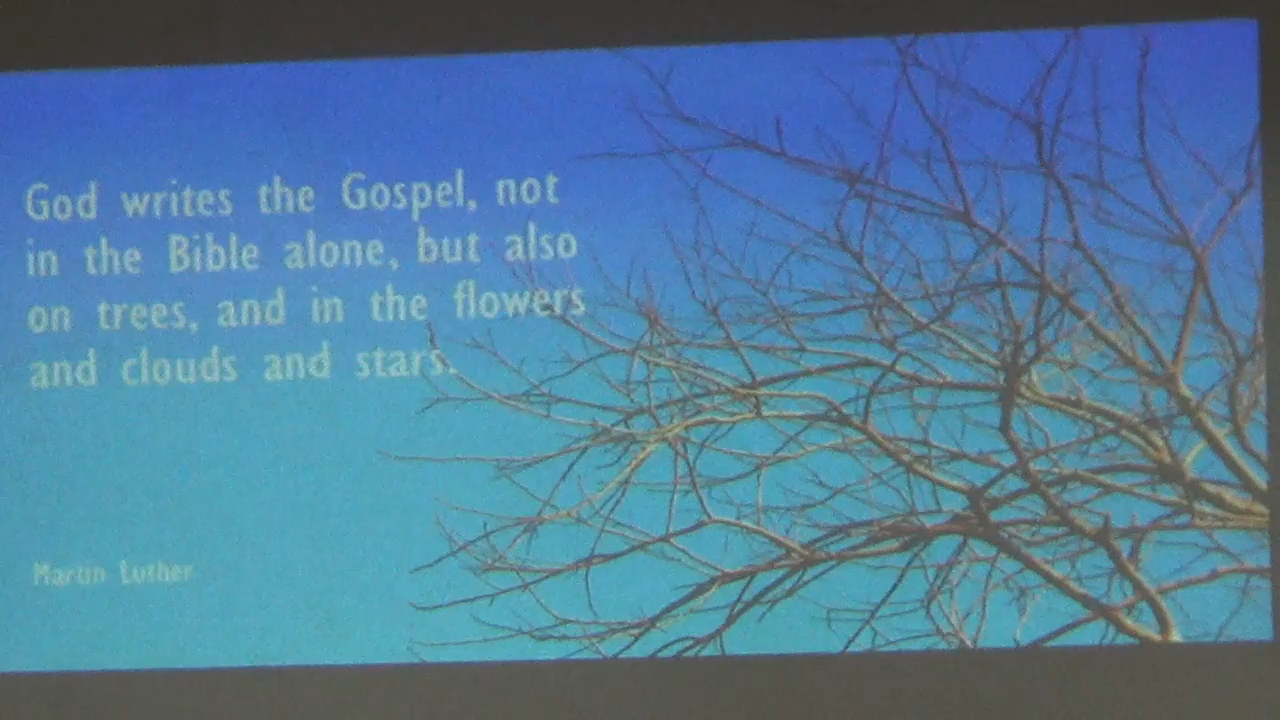 God writes the Gospel, not
in the Bible alone, but also
on trees, and in the flowers
and clouds and stars.
Martin Luther